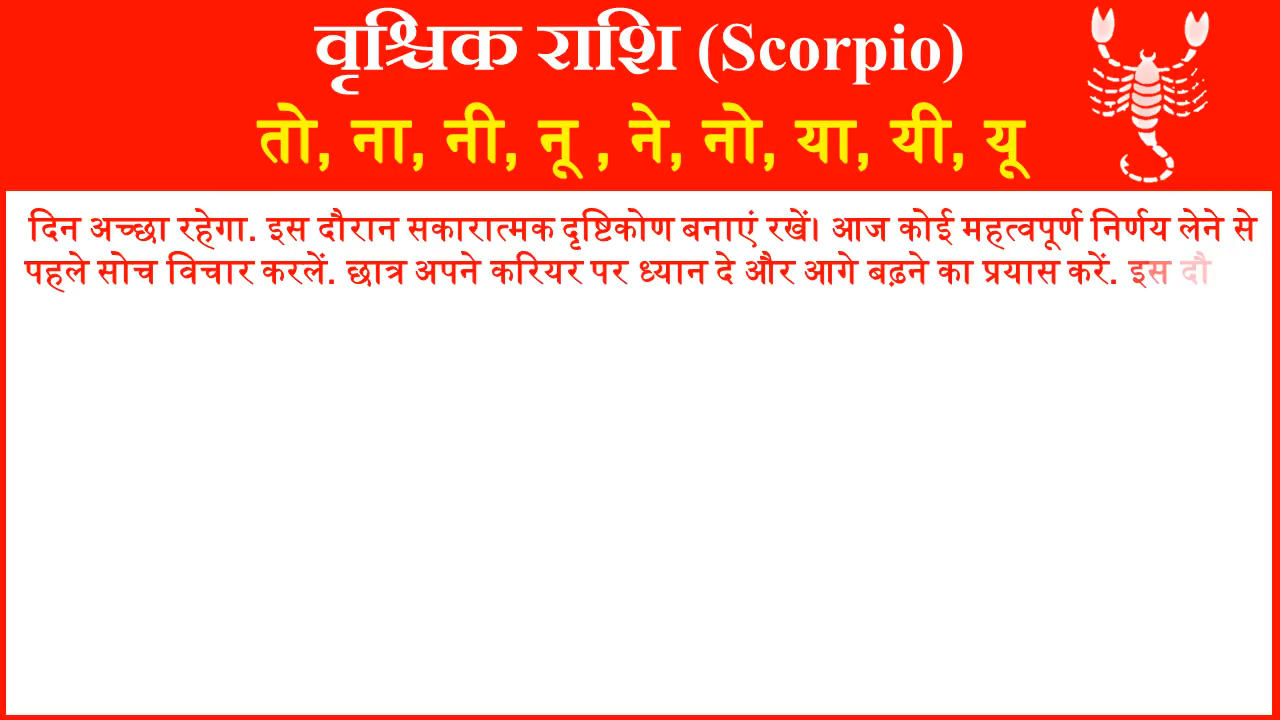 वृश्चिक राशि (Scorpio)
तो, ना, नी, नू , ने, नो, या, यी, यू
दिन अच्छा रहेगा. इस दौरान सकारात्मक दृष्टिकोण बनाएं रखें। आज कोई महत्वपूर्ण निर्णय लेने से
पहले सोच विचार करलें. छात्र अपने करियर पर ध्यान दे और आगे बढ़ने का प्रयास करें. इस दौ